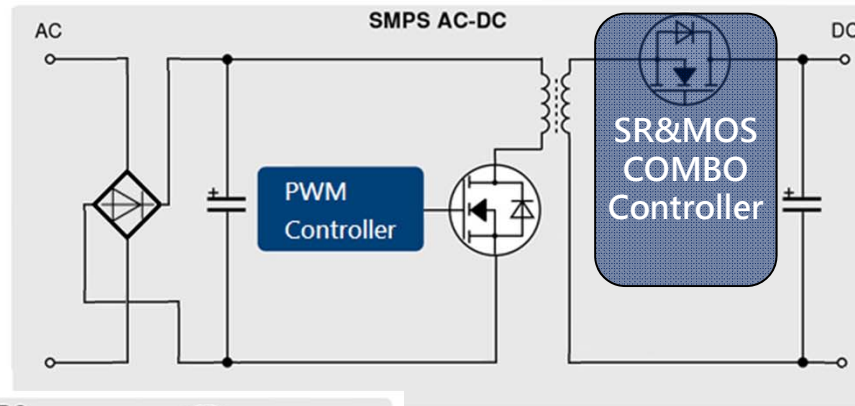 SMPS AC-DC
AC
DC
PWM
Controller
SR&MOS
COMBO
Controller
+
+